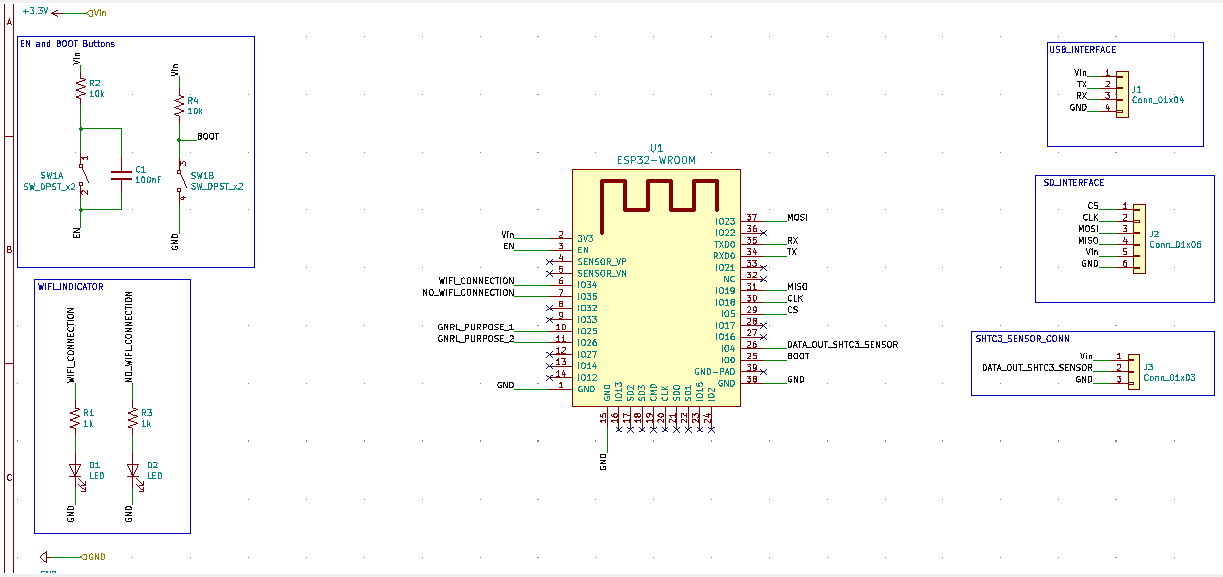 +3.3V
Vin
A
B
C
EN and BOOT Buttons
Vin
R2
10k
Vin
R4
10k
BOOT
1
SW1A
SW_DPST_x2
2
C1
100nF
3
SW1B
SW_DPST_x2
4
EN
GND
WIFI_INDICATOR
WIFI_CONNECTION
NO_WIFI_CONNECTION
R1
1k
R3
1k
D1
LED
D2
LED
GND
GND
GND
U1
ESP32-WROOM
Vin 2 3V3
EN 3 EN
4 SENSOR_VP
5 SENSOR_VN
WIFI_CONNECTION 6 IO34
NO_WIFI_CONNECTION 7 IO35
8 IO32
9 IO33
GNRL_PURPOSE_1 10 IO25
GNRL_PURPOSE_2 11 IO26
12 IO27
13 IO14
14 IO12
GND 1 GND
IO23 37 MOSI
IO22 36
TXD0 35 RX
RXD0 34 TX
IO21 33
NC 32
IO19 31 MISO
IO18 30 CLK
IO5 29 CS
IO17 28
IO16 27
IO4 26 DATA_OUT_SHTC3_SENSOR
IO0 25 BOOT
GND-PAD 39
GND 38 GND
GND IO13 SD2 SD3 CMD CLK SD0 SD1 IO15 IO2
15 16 17 18 19 20 21 22 23 24
GND
USB_INTERFACE
Vin 1
TX 2
RX 3
GND 4
J1
Conn_01x04
SD_INTERFACE
CS 1
CLK 2
MOSI 3
MISO 4
Vin 5
GND 6
J2
Conn_01x06
SHTC3_SENSOR_CONN
Vin 1
DATA_OUT_SHTC3_SENSOR 2
GND 3
J3
Conn_01x03